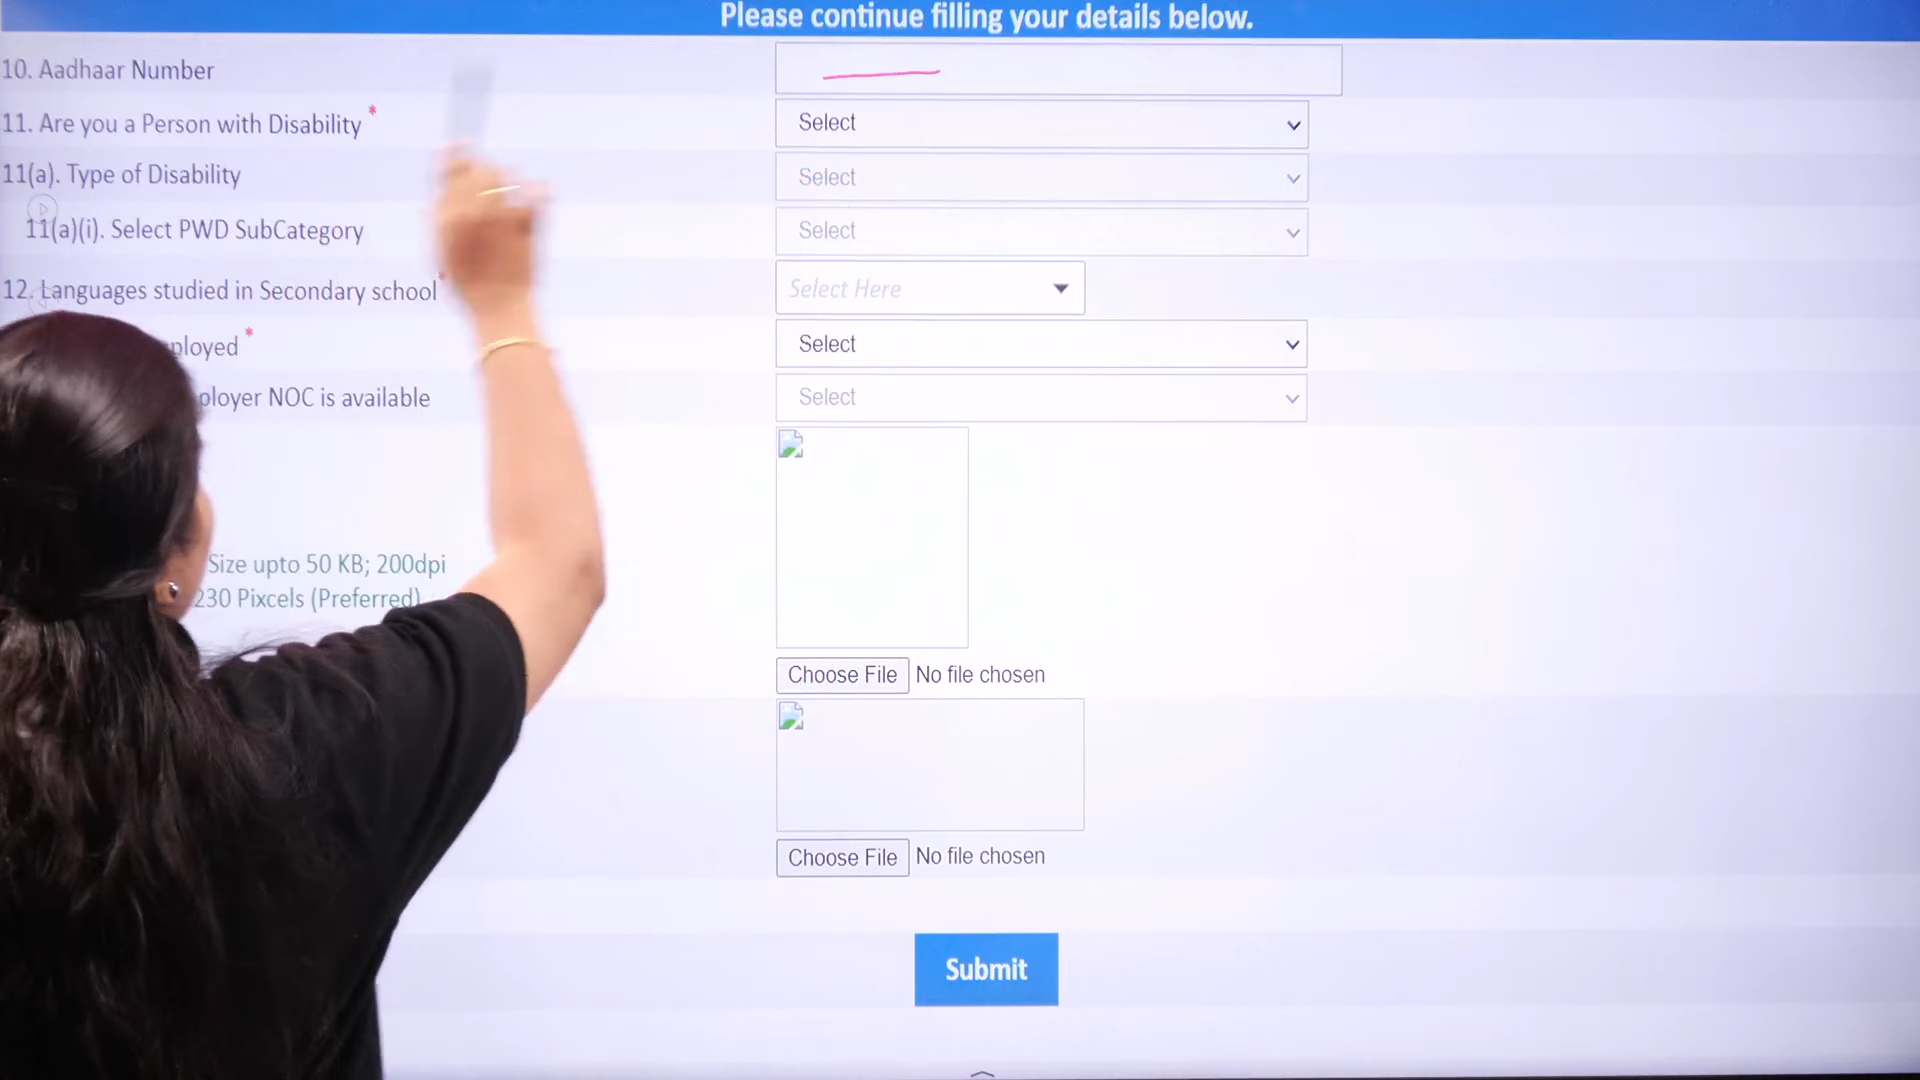 Please continue filling your details below.
10. Aadhaar Number
11. Are you a Person with Disability *
Select
11(a). Type of Disability
Select
11(a)(i). Select PWD SubCategory
Select
12. Languages studied in Secondary school *
Select Here
ployed *
Select
ployer NOC is available
Select
Size upto 50 KB; 200dpi
230 Pixcels (Preferred)
Choose File No file chosen
Choose File No file chosen
Submit